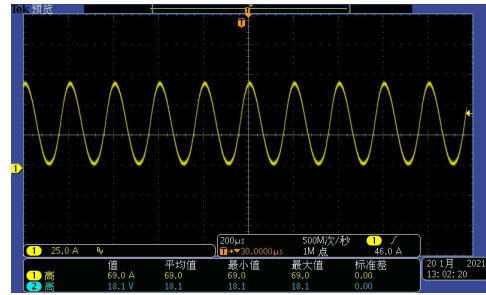 Tek 预览
T
1
1 25.0 A
200µs 500M次/秒 1 /
T→▼30.0000µs 1M 点 46.0 A
值 平均值 最小值 最大值 标准差
1 高 69.0 A 69.0 69.0 69.0 0.00
2 高 18.1 V 18.1 18.1 18.1 0.00
20 1月 2021
13:02:20